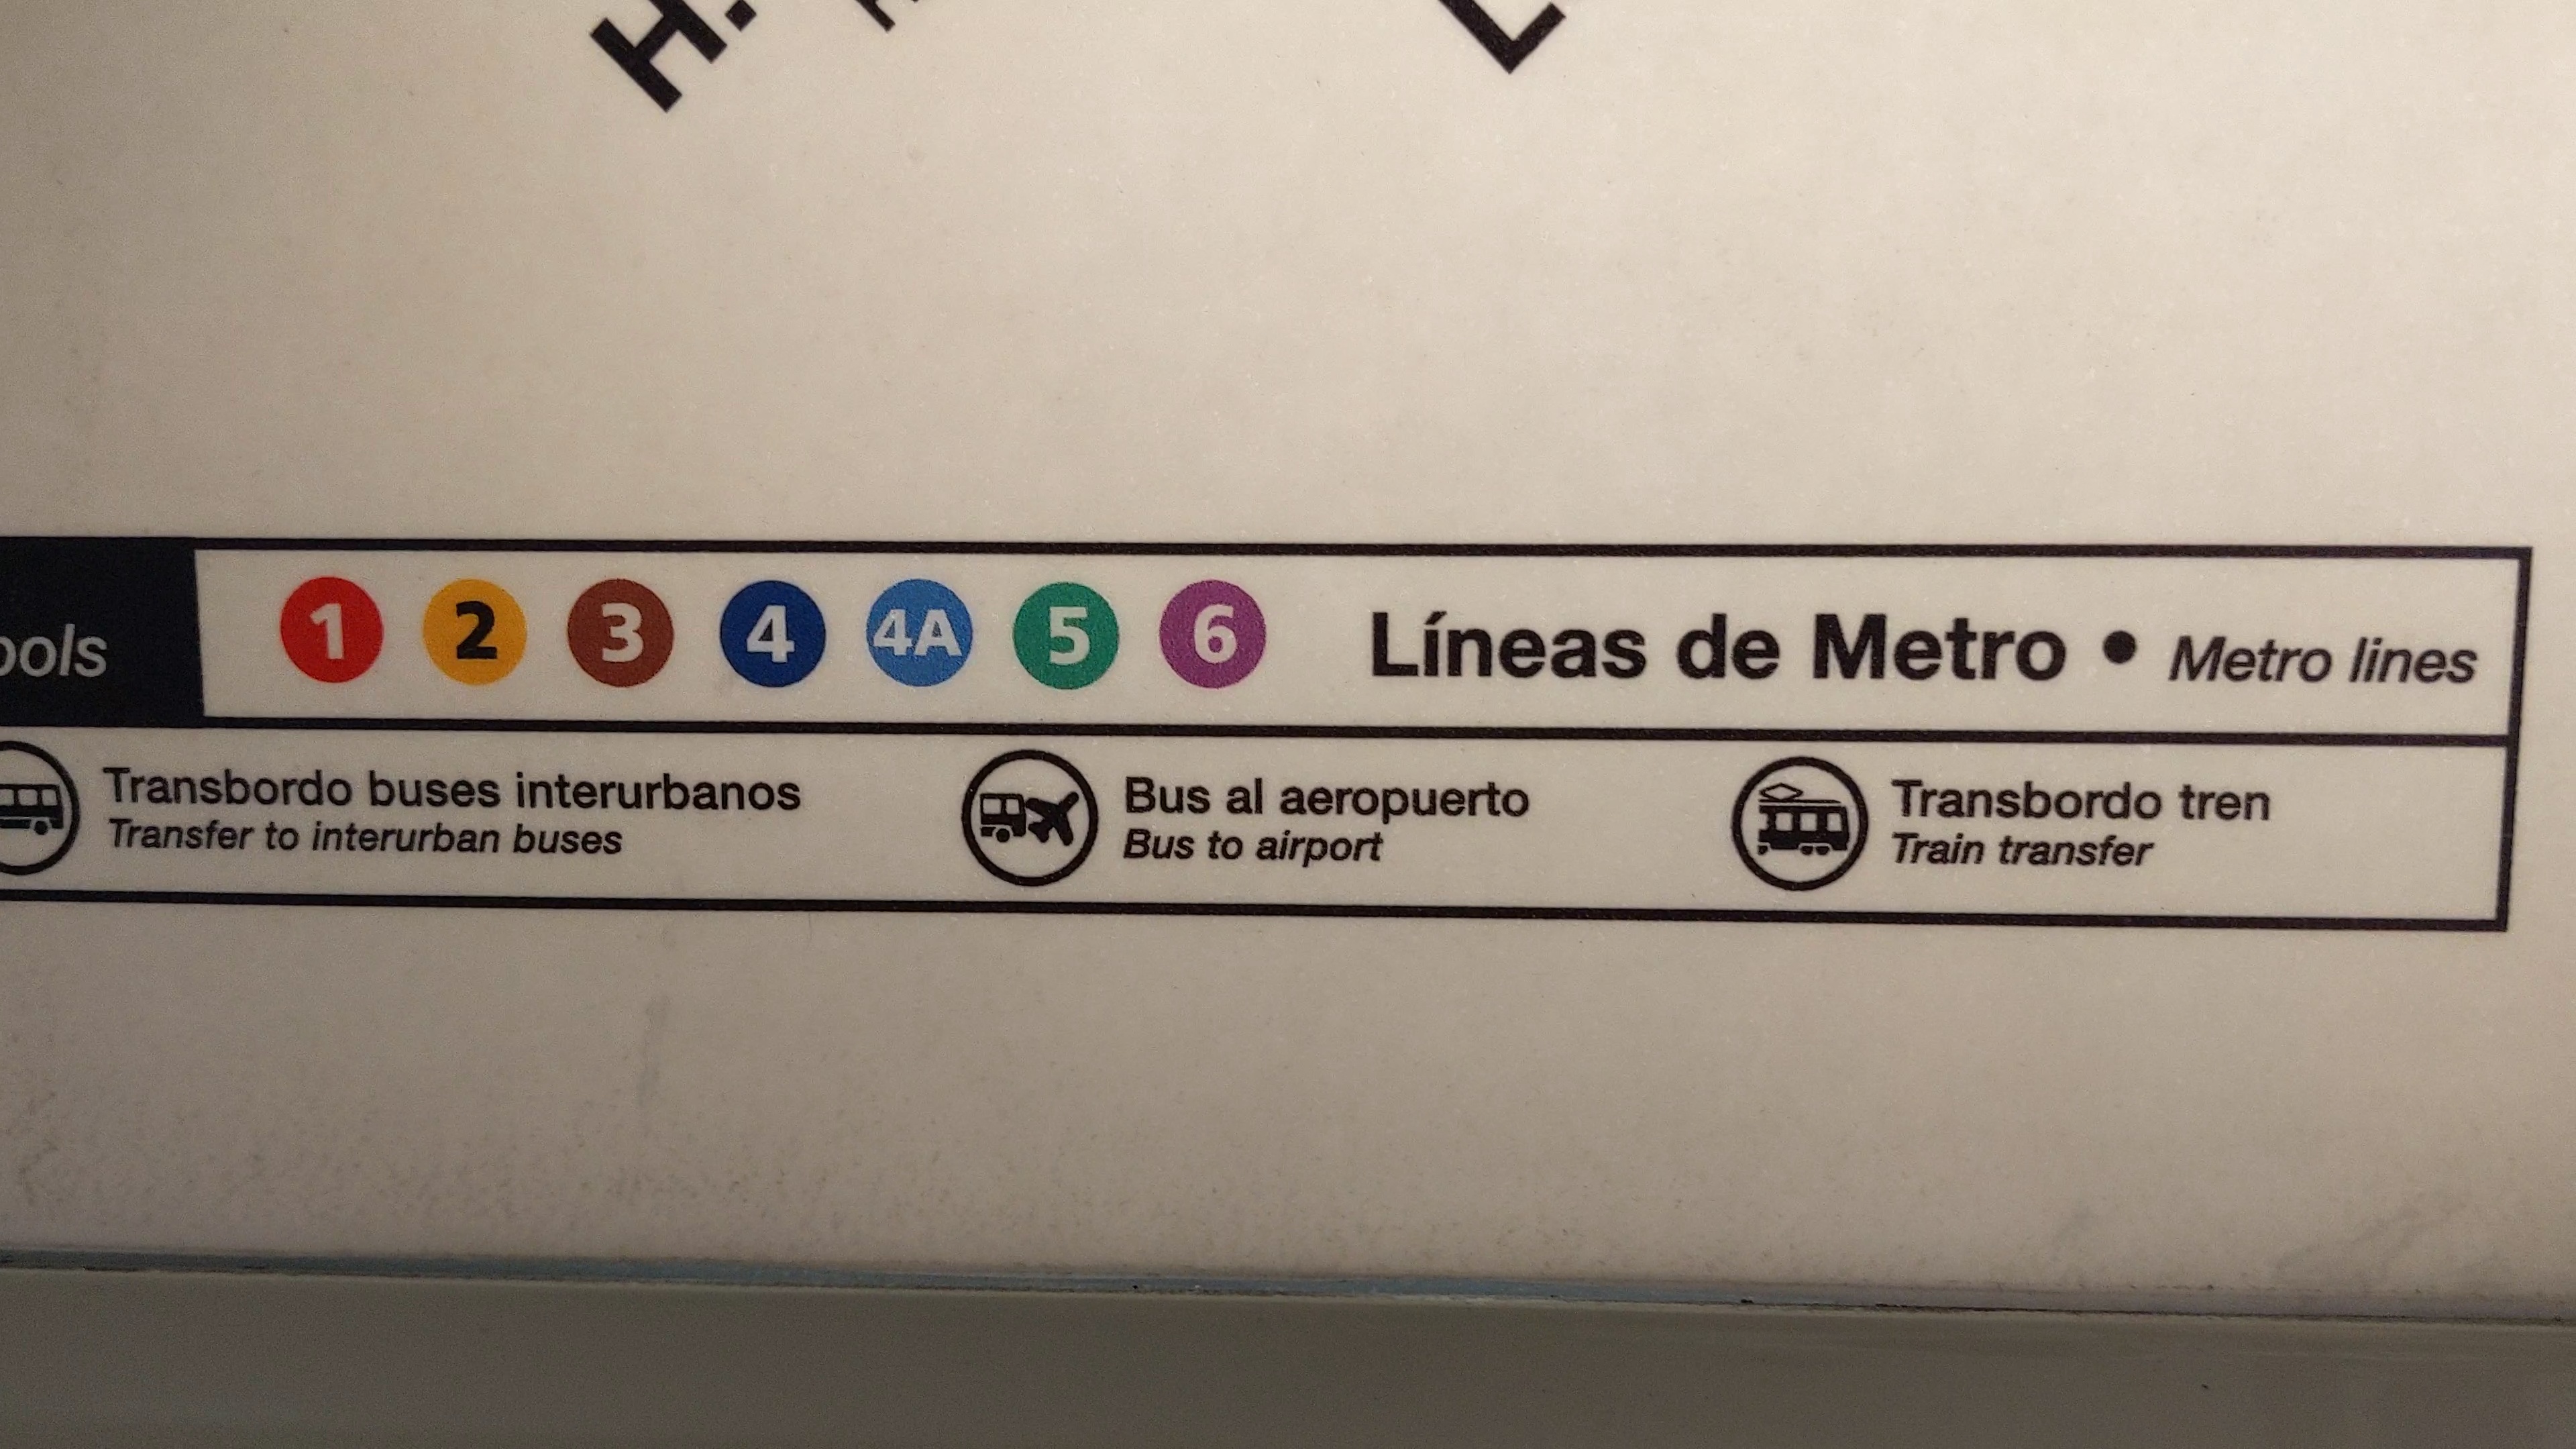 H.
1 2 3 4 4A 5 6 Líneas de Metro • Metro lines
Transbordo buses interurbanos
Transfer to interurban buses
Bus al aeropuerto
Bus to airport
Transbordo tren
Train transfer